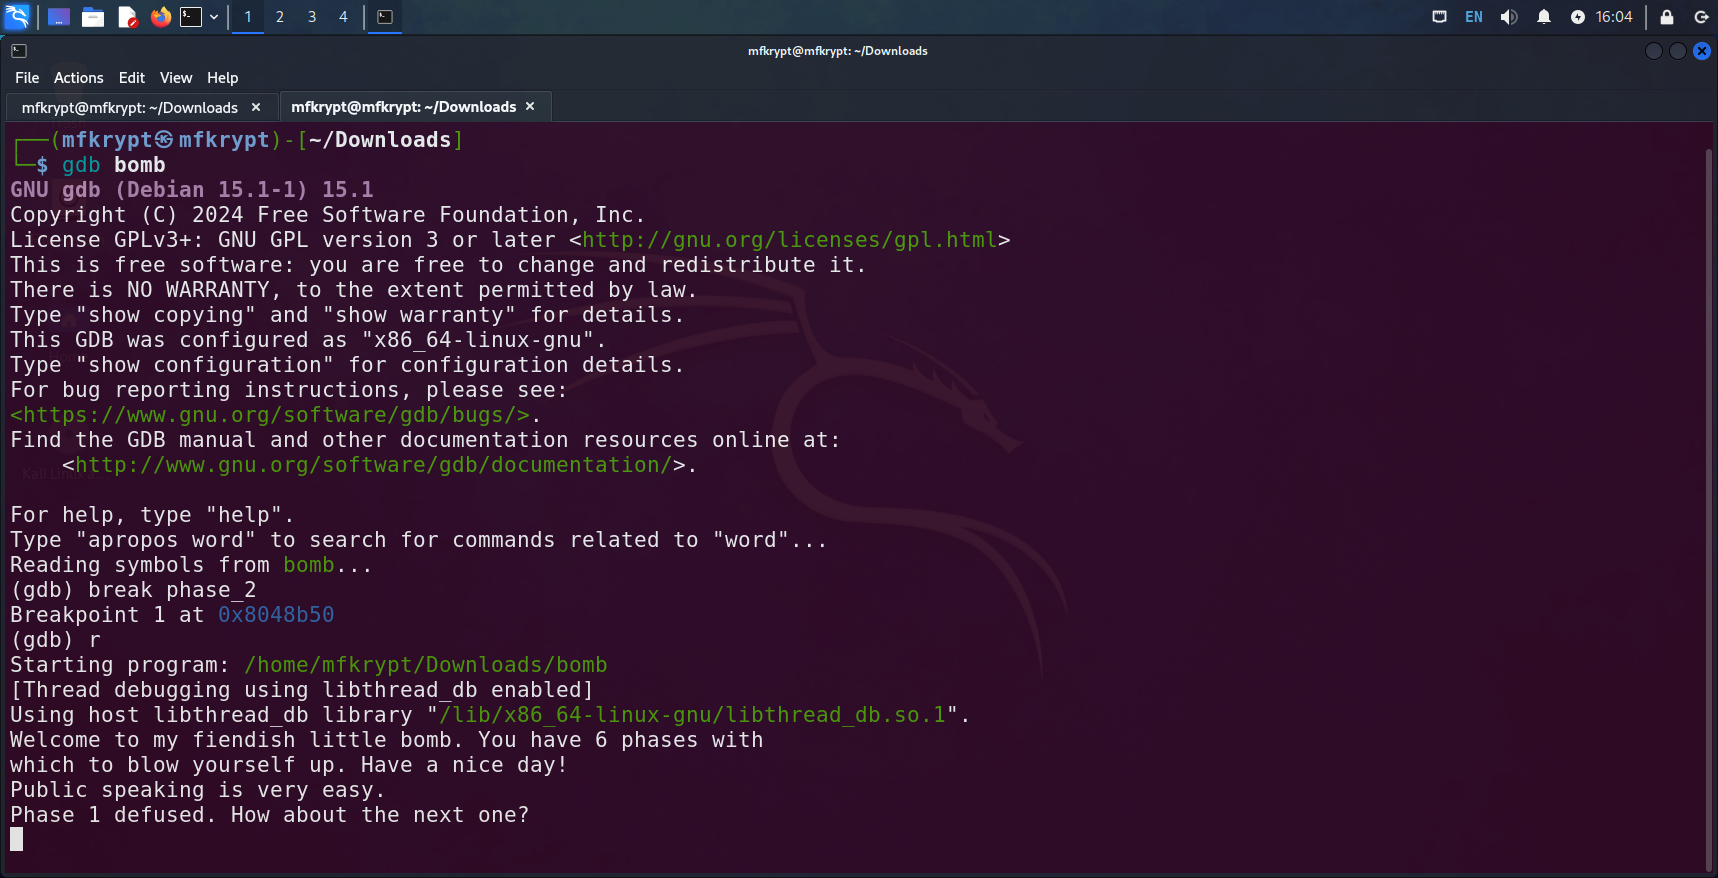 1 2 3 4
EN 16:04
mfkrypt@mfkrypt: ~/Downloads
File Actions Edit View Help
mfkrypt@mfkrypt: ~/Downloads × mfkrypt@mfkrypt: ~/Downloads ×
┌──(mfkrypt㉿mfkrypt)-[~/Downloads]
└─$ gdb bomb
GNU gdb (Debian 15.1-1) 15.1
Copyright (C) 2024 Free Software Foundation, Inc.
License GPLv3+: GNU GPL version 3 or later <http://gnu.org/licenses/gpl.html>
This is free software: you are free to change and redistribute it.
There is NO WARRANTY, to the extent permitted by law.
Type "show copying" and "show warranty" for details.
This GDB was configured as "x86_64-linux-gnu".
Type "show configuration" for configuration details.
For bug reporting instructions, please see:
<https://www.gnu.org/software/gdb/bugs/>.
Find the GDB manual and other documentation resources online at:
    <http://www.gnu.org/software/gdb/documentation/>.
For help, type "help".
Type "apropos word" to search for commands related to "word"...
Reading symbols from bomb...
(gdb) break phase_2
Breakpoint 1 at 0x8048b50
(gdb) r
Starting program: /home/mfkrypt/Downloads/bomb
[Thread debugging using libthread_db enabled]
Using host libthread_db library "/lib/x86_64-linux-gnu/libthread_db.so.1".
Welcome to my fiendish little bomb. You have 6 phases with
which to blow yourself up. Have a nice day!
Public speaking is very easy.
Phase 1 defused. How about the next one?